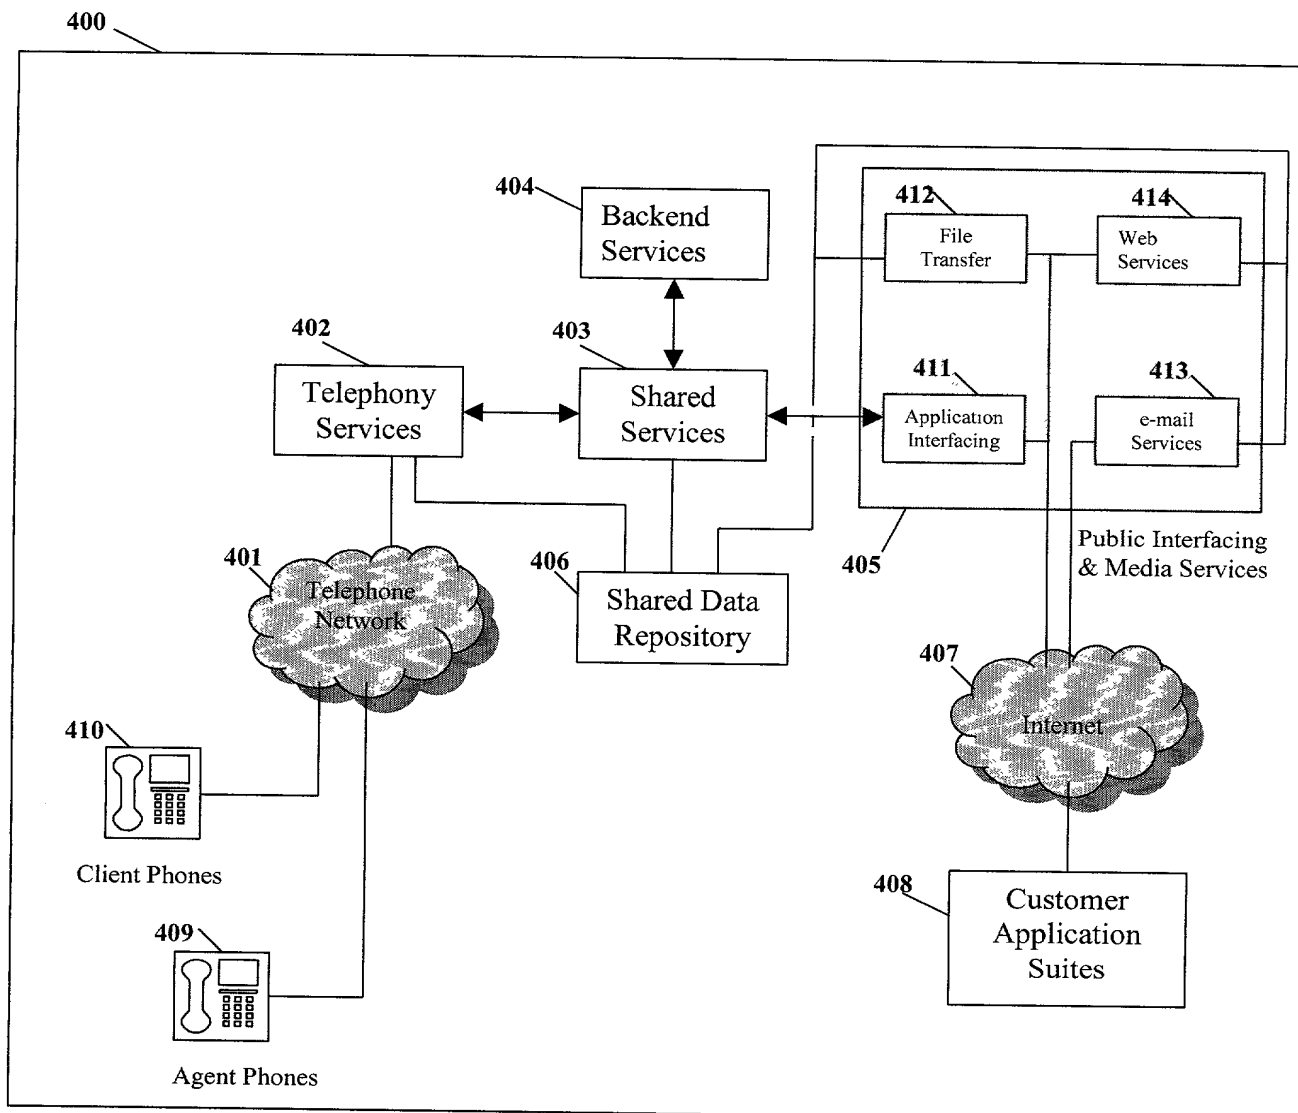 400
404
Backend
Services
412
File
Transfer
414
Web
Services
402
Telephony
Services
403
Shared
Services
411
Application
Interfacing
413
e-mail
Services
405
Public Interfacing
& Media Services
401
Telephone
Network
406
Shared Data
Repository
407
Internet
410
Client Phones
408
Customer
Application
Suites
409
Agent Phones